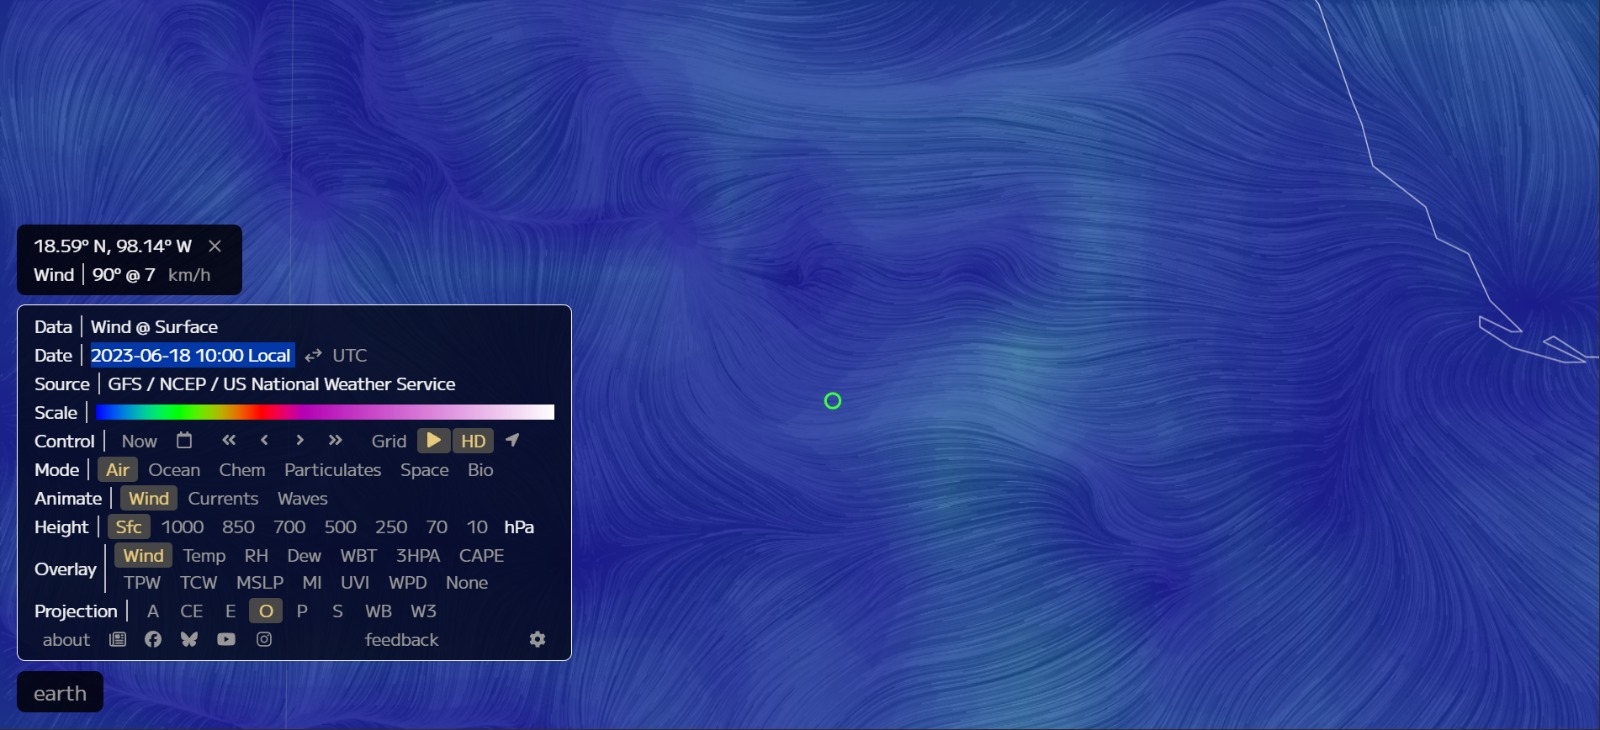 18.59° N, 98.14° W ×
Wind | 90° @ 7 km/h
Data | Wind @ Surface
Date | 2023-06-18 10:00 Local ⇄ UTC
Source | GFS / NCEP / US National Weather Service
Scale |
Control | Now « ‹ › » Grid HD
Mode | Air Ocean Chem Particulates Space Bio
Animate | Wind Currents Waves
Height | Sfc 1000 850 700 500 250 70 10 hPa
Overlay | Wind Temp RH Dew WBT 3HPA CAPE
TPW TCW MSLP MI UVI WPD None
Projection | A CE E O P S WB W3
about feedback
earth